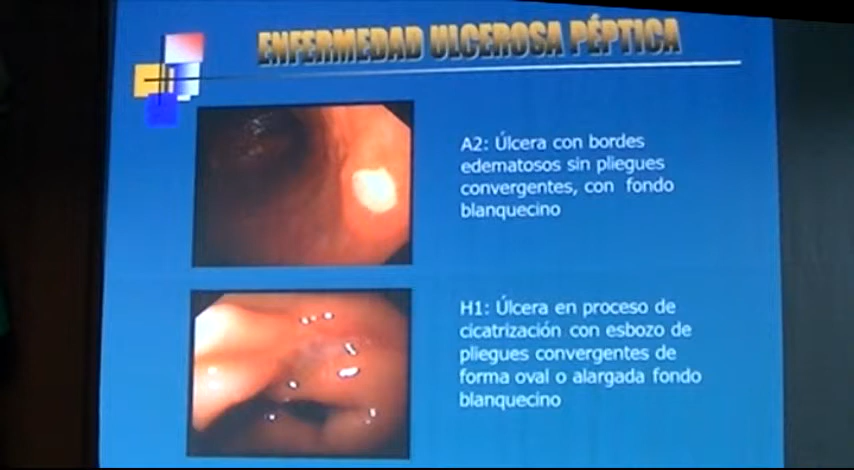 ENFERMEDAD ULCEROSA PÉPTICA
A2: Úlcera con bordes
edematosos sin pliegues
convergentes, con fondo
blanquecino
H1: Úlcera en proceso de
cicatrización con esbozo de
pliegues convergentes de
forma oval o alargada fondo
blanquecino